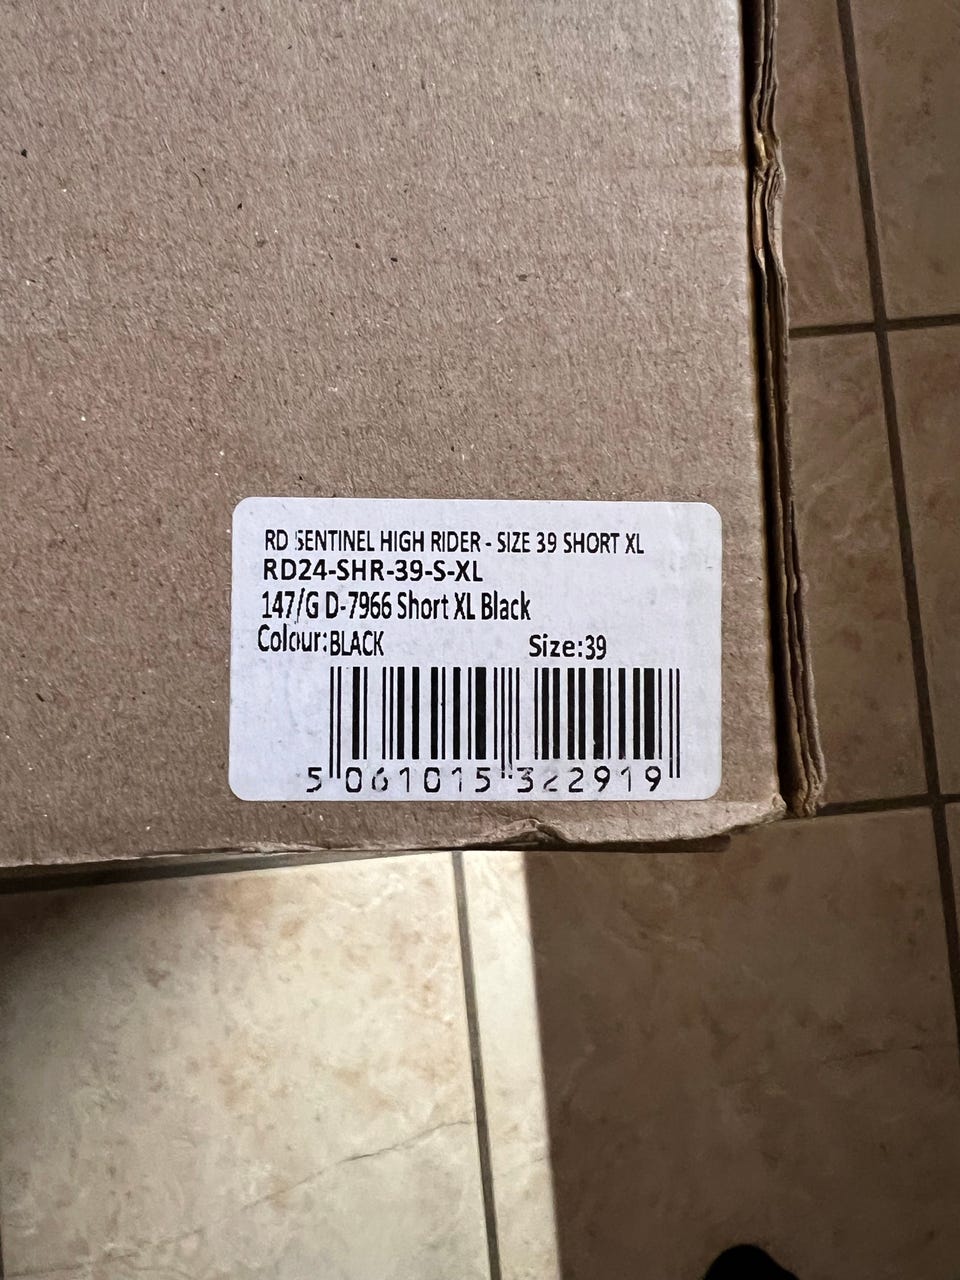 RD SENTINEL HIGH RIDER - SIZE 39 SHORT XL
RD24-SHR-39-S-XL
147/G D-7966 Short XL Black
Colour:BLACK Size:39
5 061015 322919